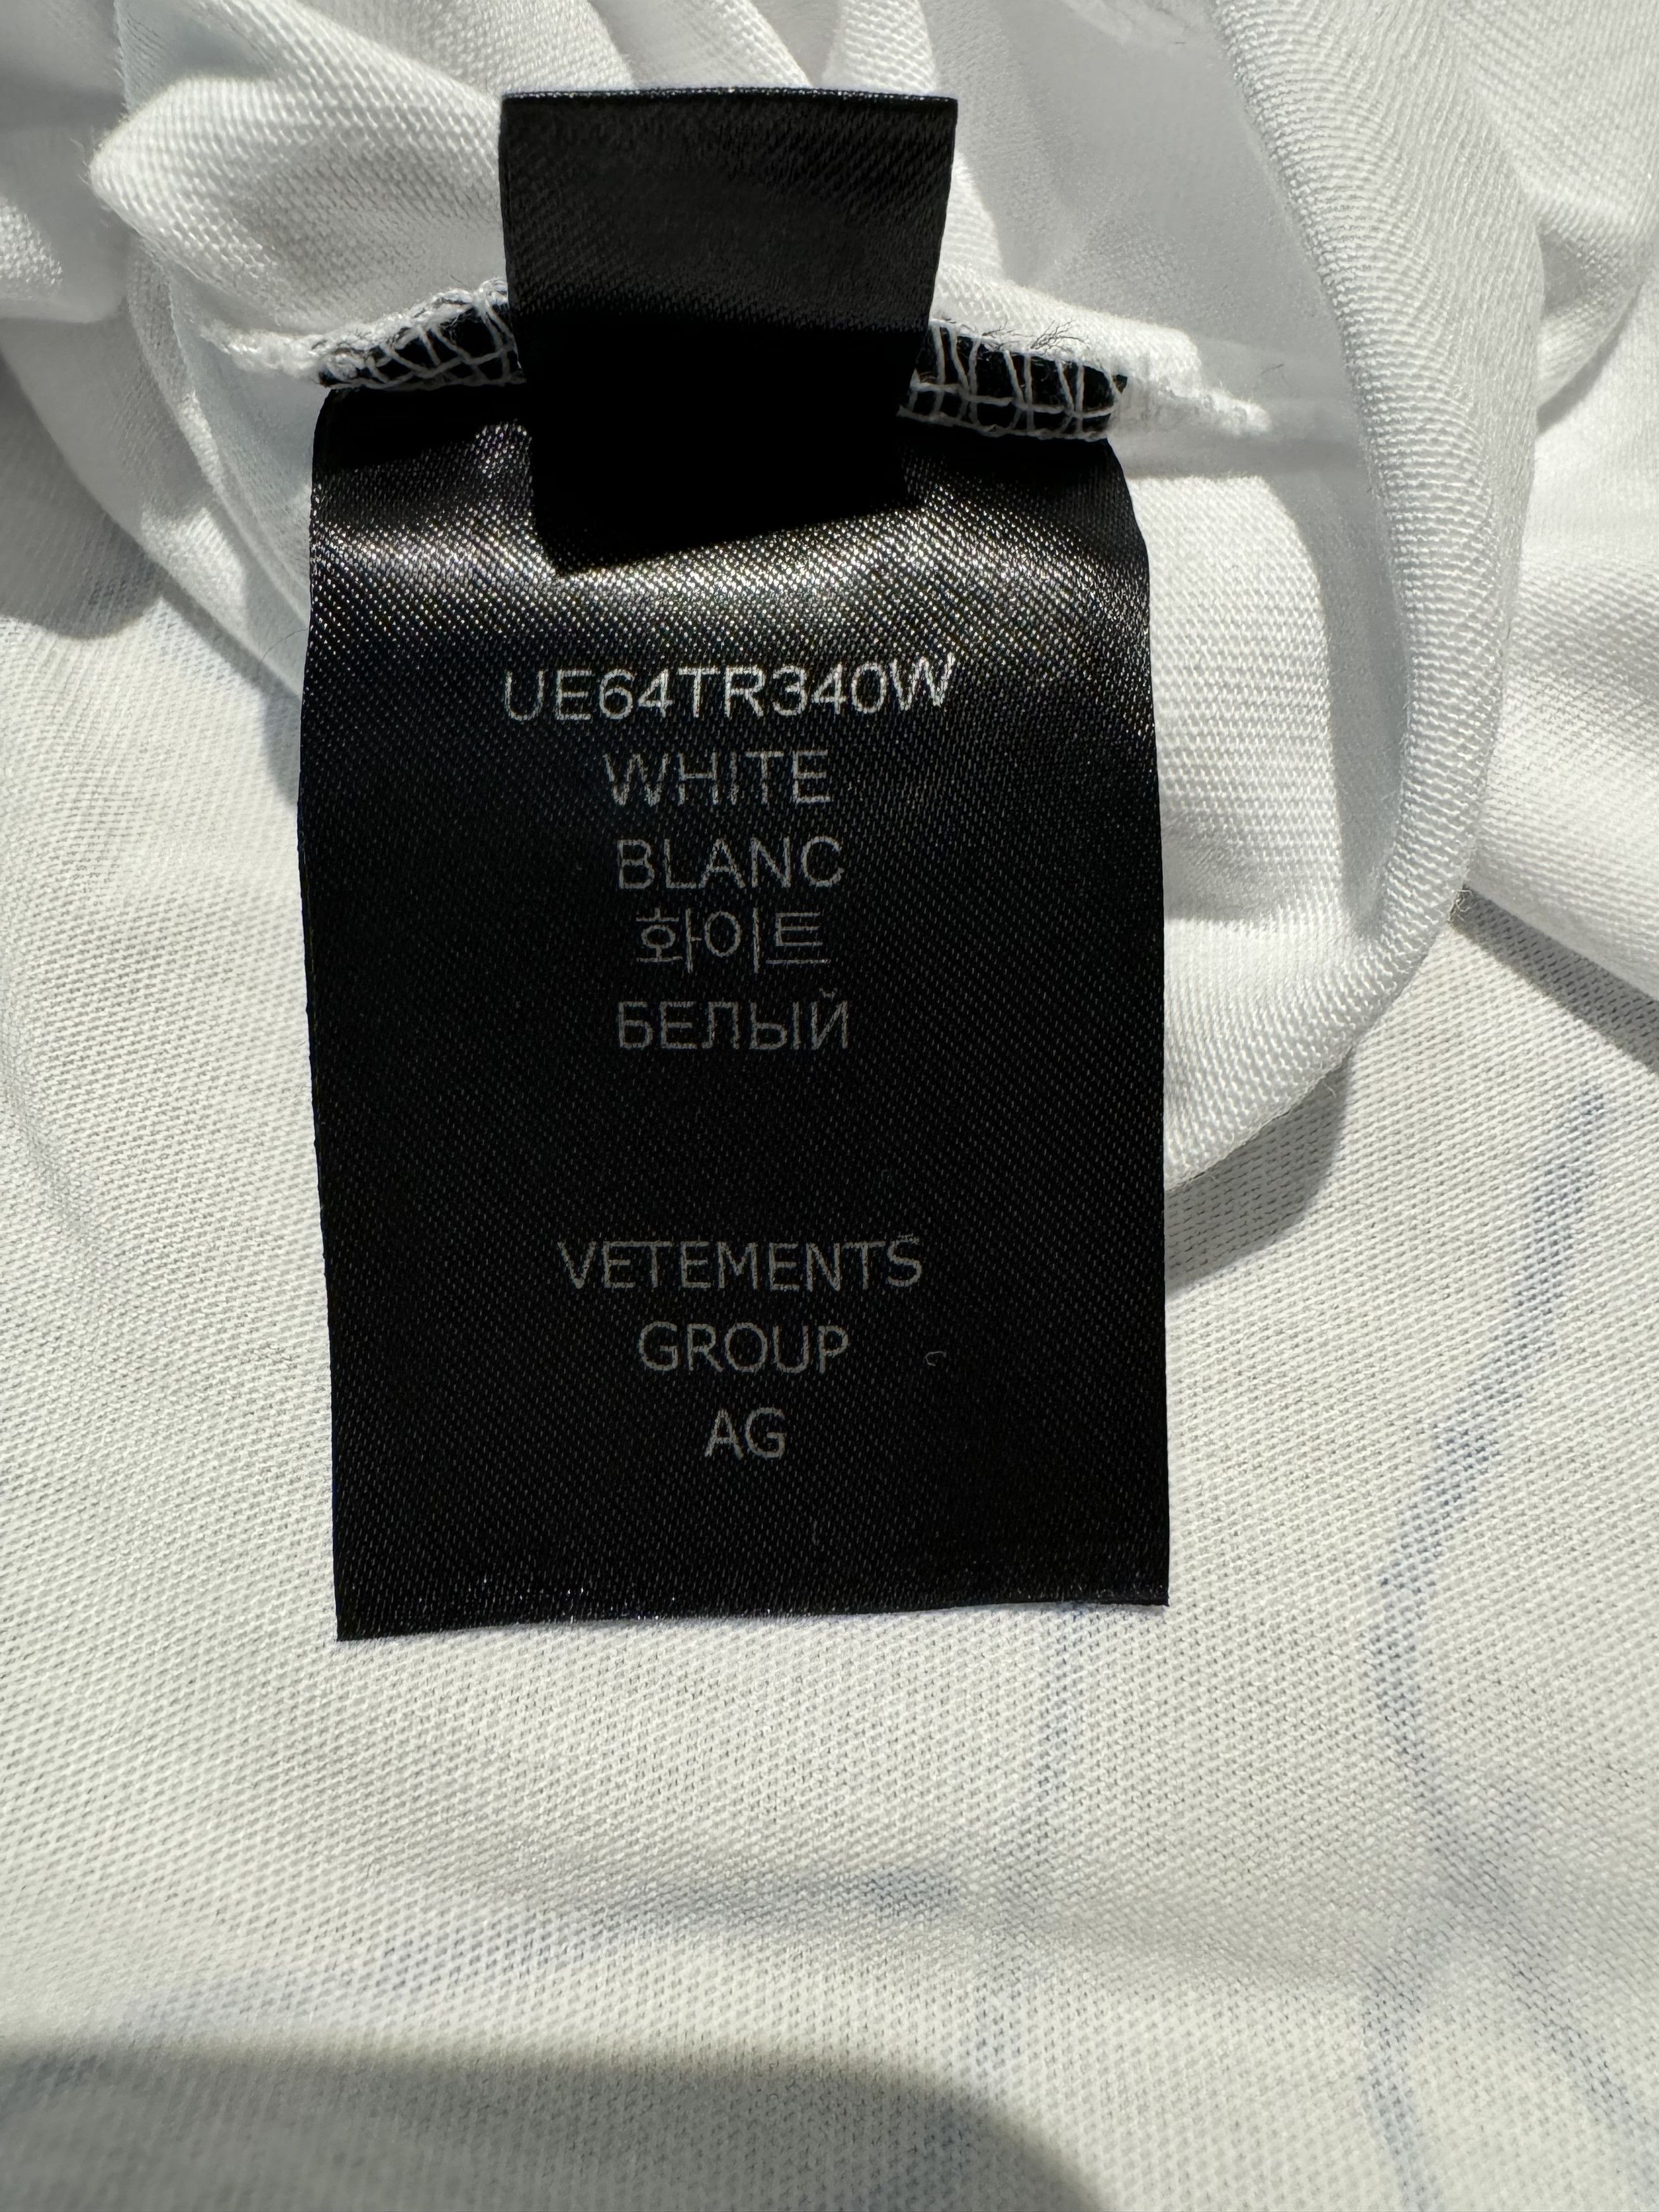 UE64TR340W
WHITE
BLANC
화이트
БЕЛЫЙ
VETEMENTS
GROUP
AG